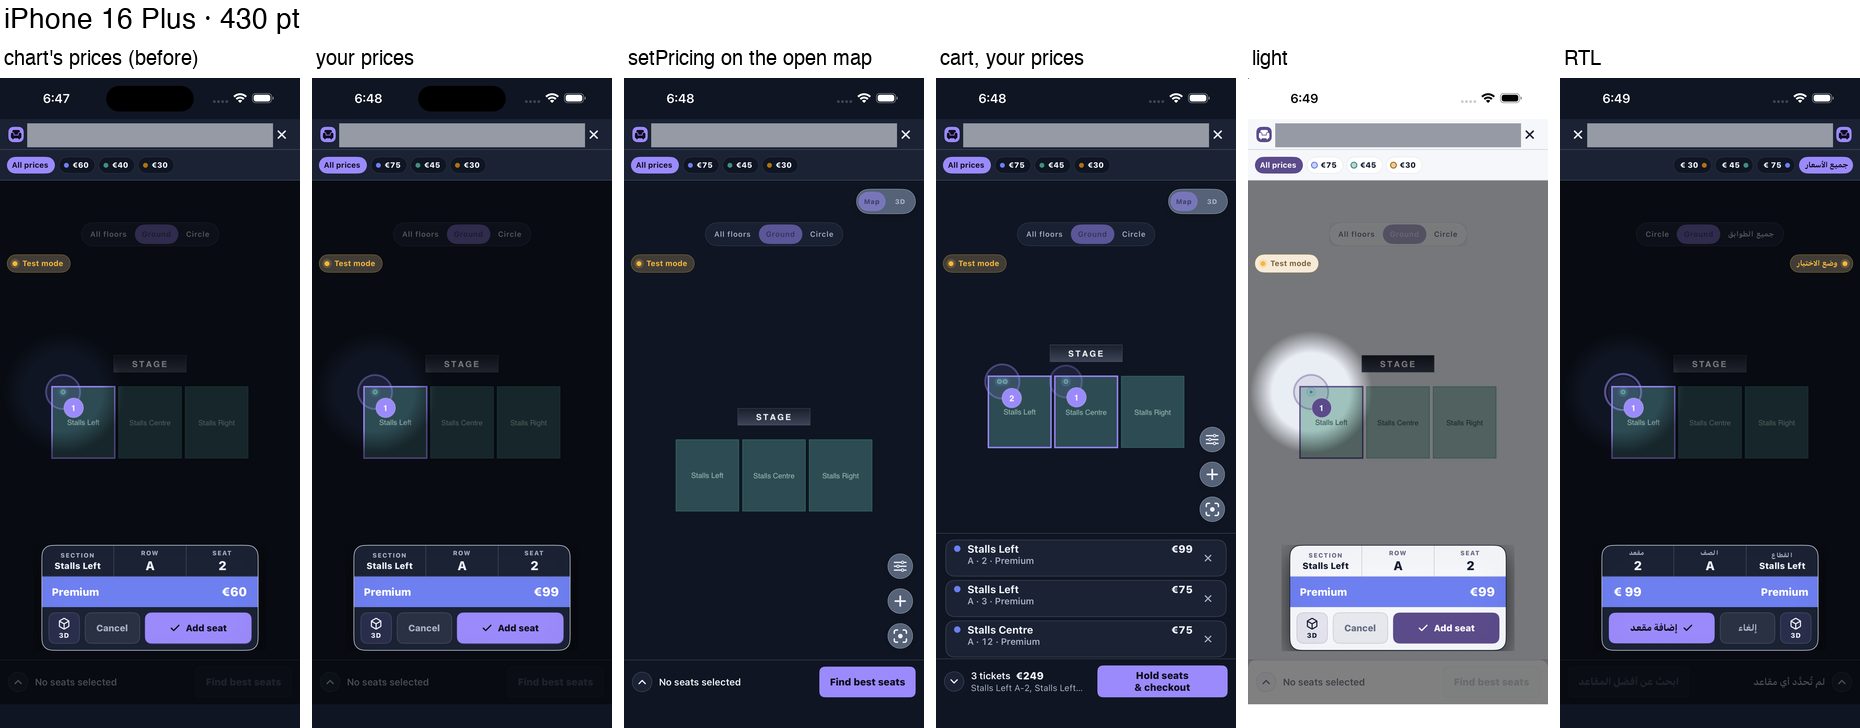 iPhone 16 Plus · 430 pt
chart's prices (before)
6:47
All prices €60 €40 €30
All floors Ground Circle
Test mode
STAGE
1
Stalls Left Stalls Centre Stalls Right
SECTION ROW SEAT
Stalls Left A 2
Premium €60
3D Cancel Add seat
No seats selected Find best seats
your prices
6:48
All prices €75 €45 €30
All floors Ground Circle
Test mode
STAGE
1
Stalls Left Stalls Centre Stalls Right
SECTION ROW SEAT
Stalls Left A 2
Premium €99
3D Cancel Add seat
No seats selected Find best seats
setPricing on the open map
6:48
All prices €75 €45 €30
Map 3D
All floors Ground Circle
Test mode
STAGE
Stalls Left Stalls Centre Stalls Right
No seats selected Find best seats
cart, your prices
6:48
All prices €75 €45 €30
Map 3D
All floors Ground Circle
Test mode
STAGE
2 1
Stalls Left Stalls Centre Stalls Right
Stalls Left €99
A · 2 · Premium
Stalls Left €75
A · 3 · Premium
Stalls Centre €75
A · 12 · Premium
3 tickets €249
Stalls Left A-2, Stalls Left...
Hold seats
& checkout
light
6:49
All prices €75 €45 €30
All floors Ground Circle
Test mode
STAGE
1
Stalls Left Stalls Centre Stalls Right
SECTION ROW SEAT
Stalls Left A 2
Premium €99
3D Cancel Add seat
No seats selected Find best seats
RTL
6:49
جميع الأسعار € 75 € 45 € 30
جميع الطوابق Ground Circle
وضع الاختبار
STAGE
1
Stalls Left Stalls Centre Stalls Right
القطاع الصف مقعد
Stalls Left A 2
Premium € 99
3D إلغاء إضافة مقعد
لم تُحدَّد أي مقاعد ابحث عن أفضل المقاعد